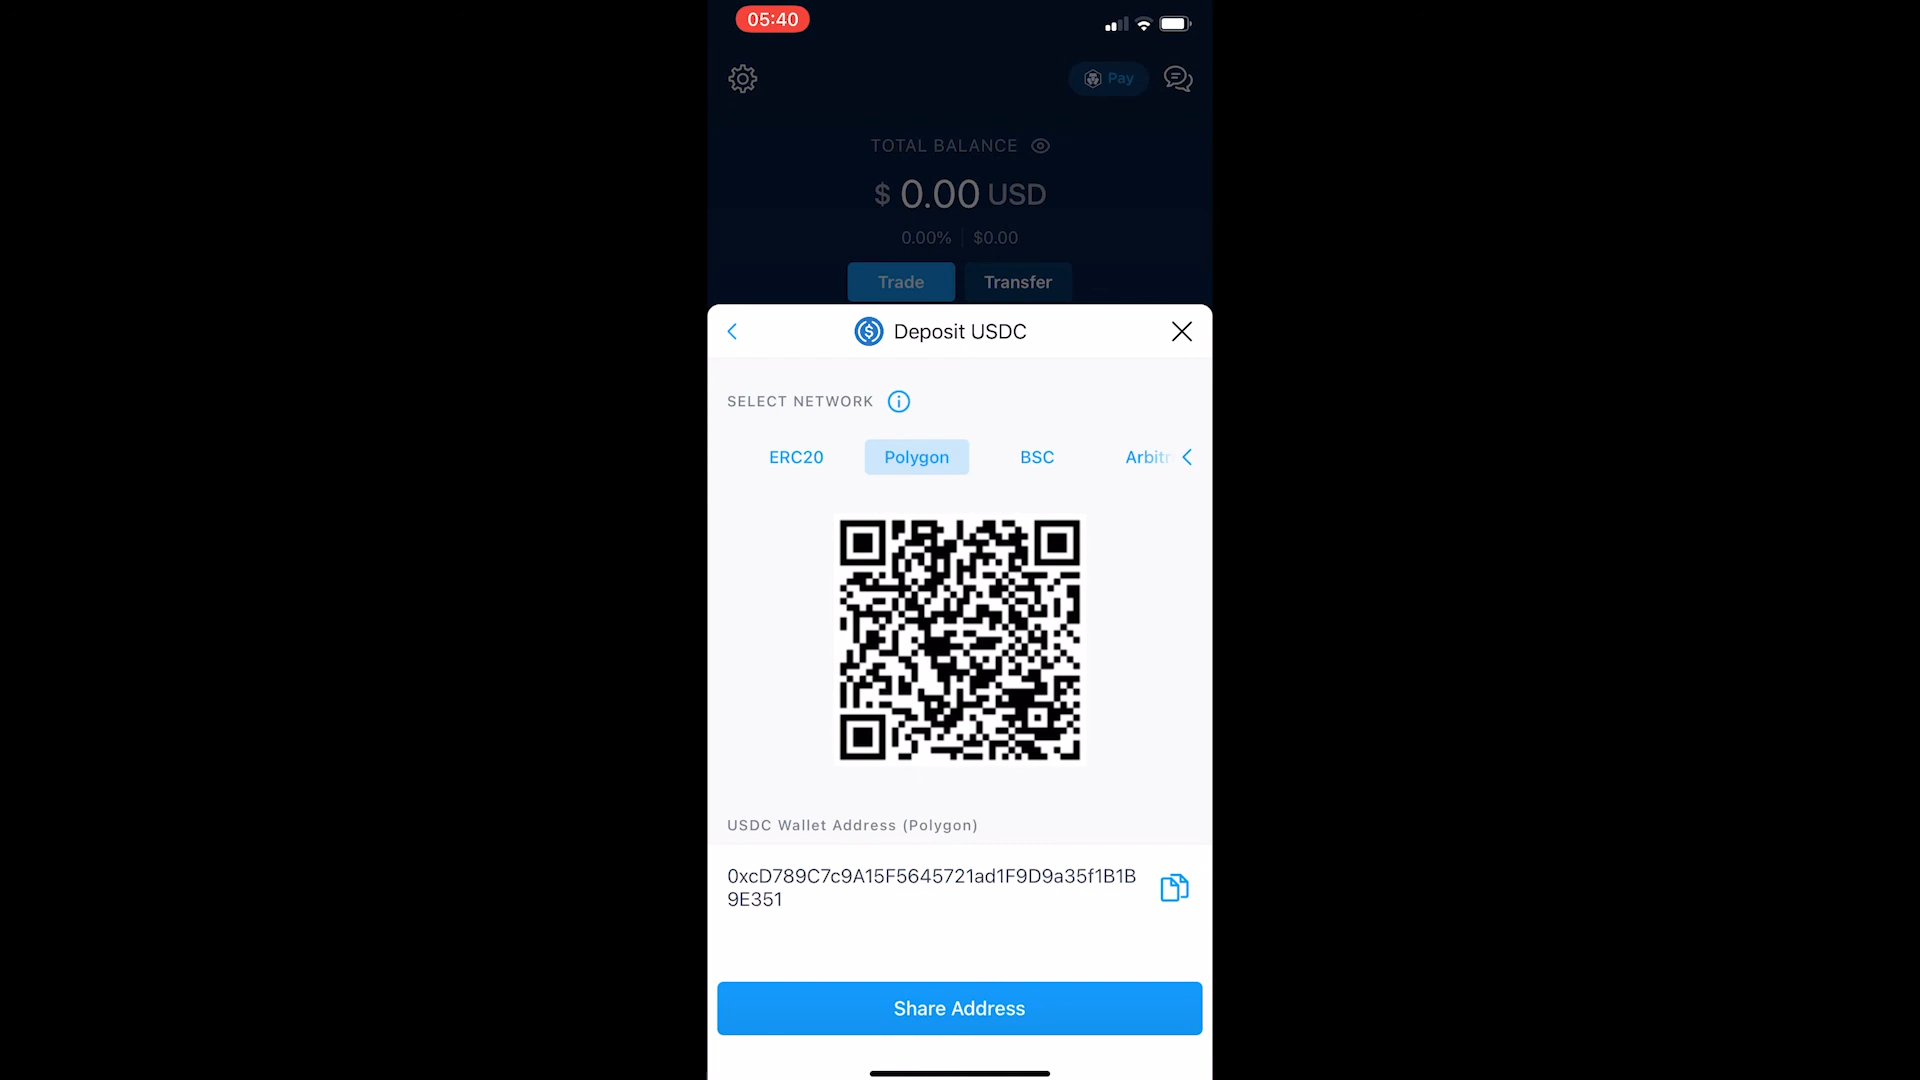 05:40
Pay
TOTAL BALANCE
$ 0.00 USD
0.00% $0.00
Trade Transfer
Deposit USDC
SELECT NETWORK
ERC20 Polygon BSC Arbitr
USDC Wallet Address (Polygon)
0xcD789C7c9A15F5645721ad1F9D9a35f1B1B
9E351
Share Address